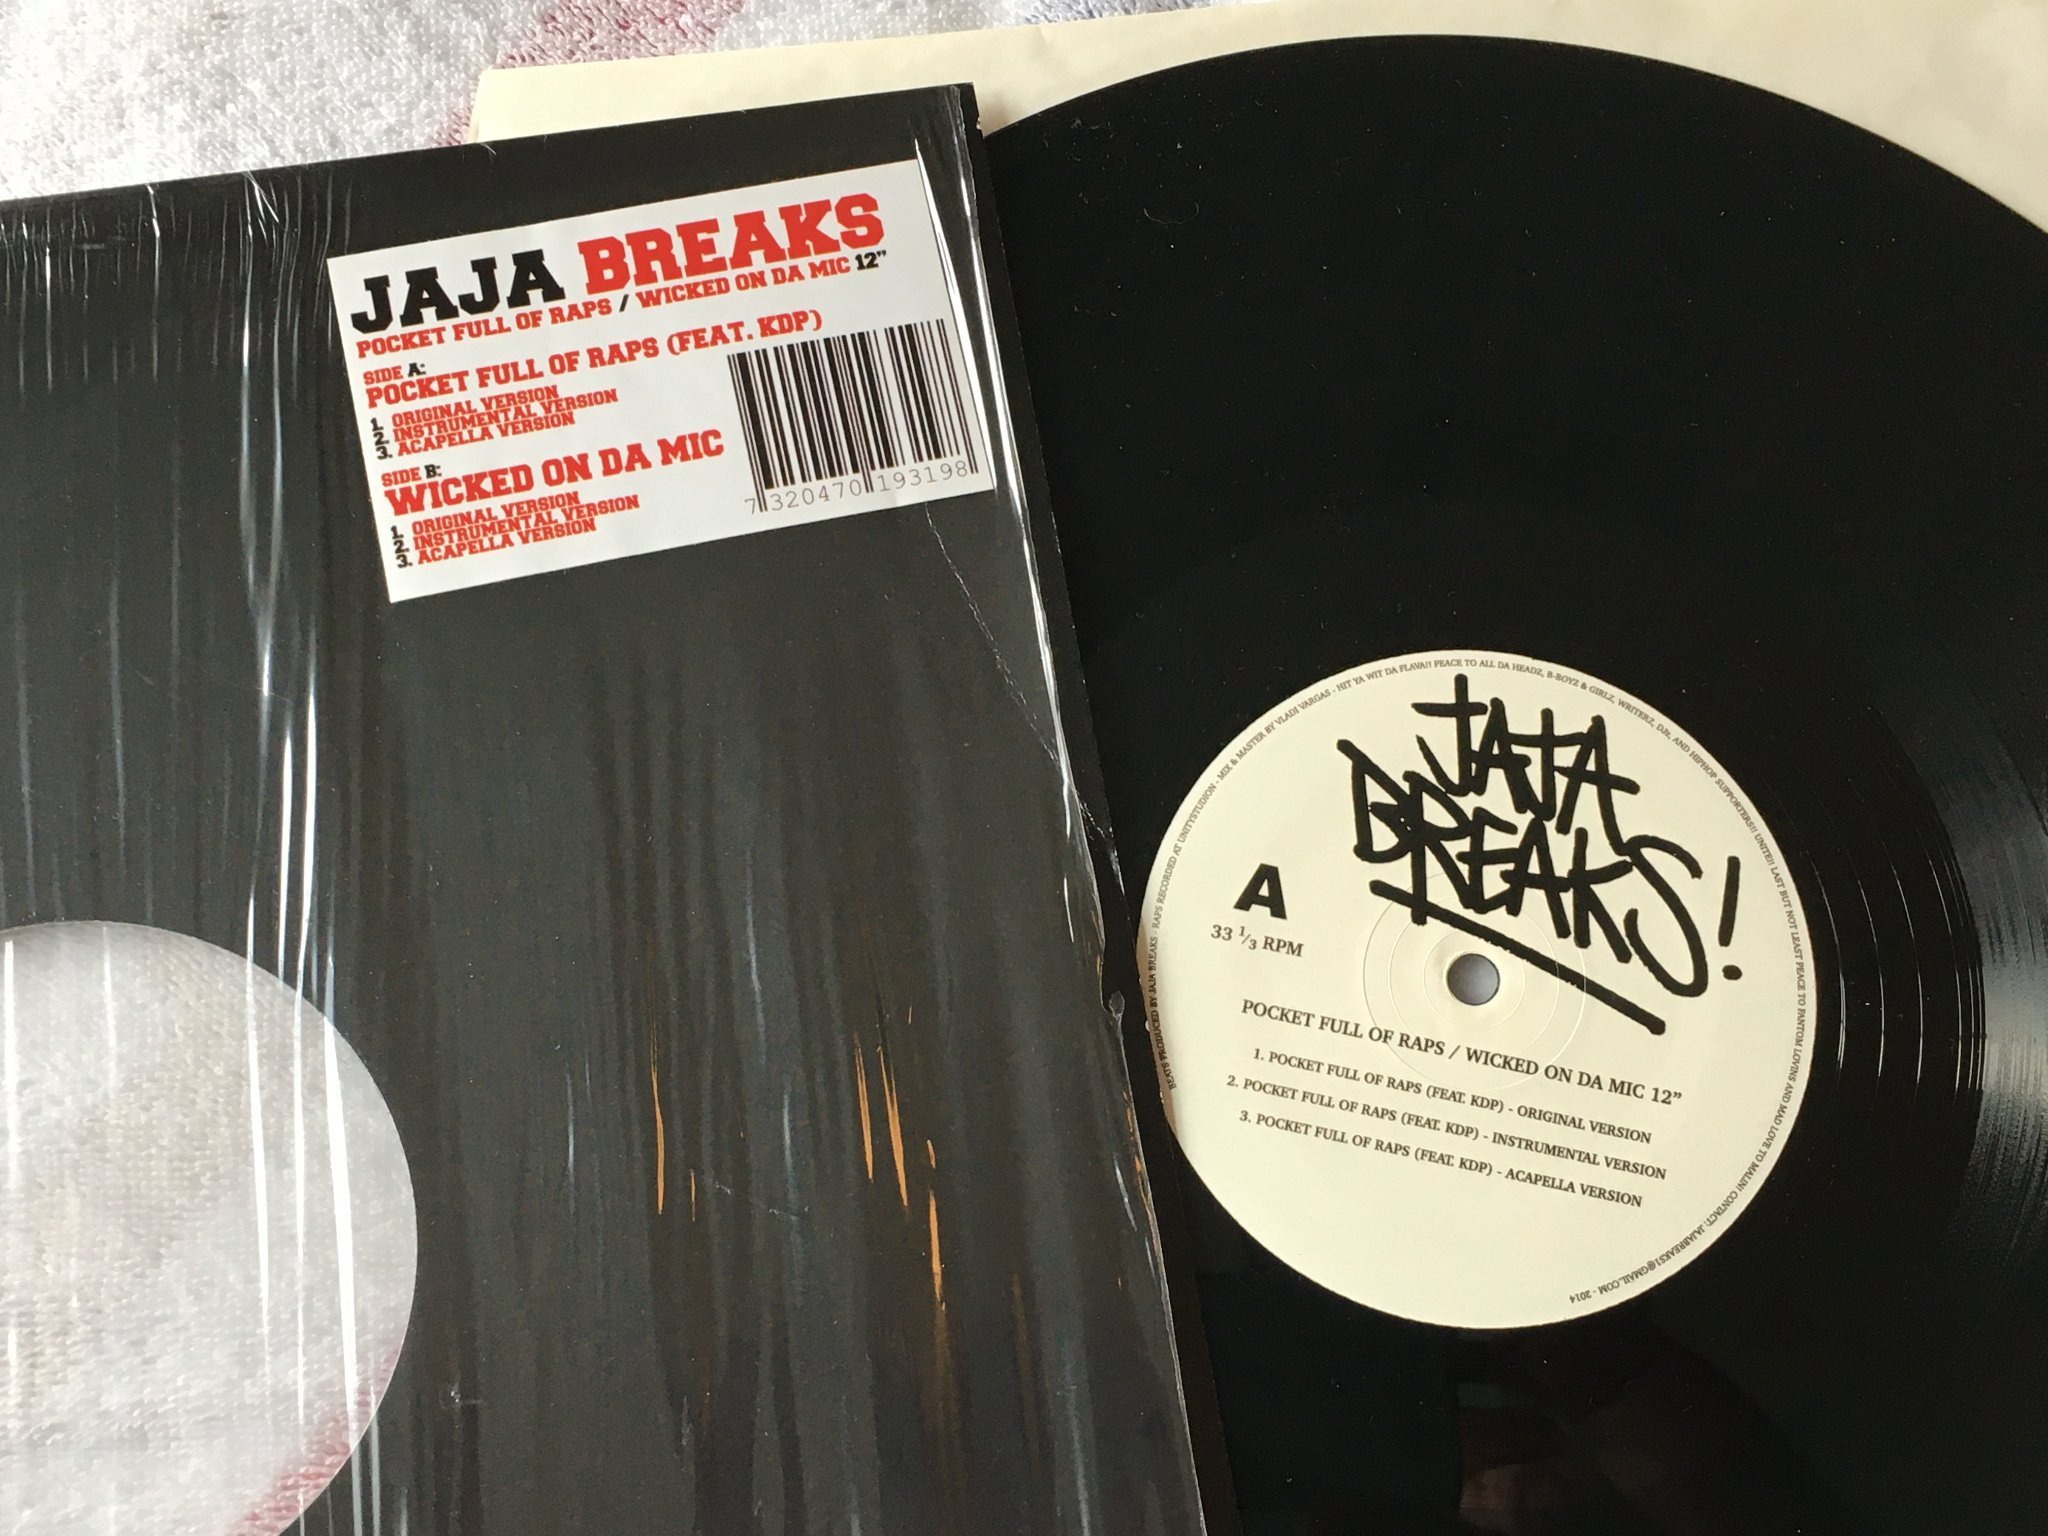 JAJA BREAKS
POCKET FULL OF RAPS / WICKED ON DA MIC 12"
SIDE A:
POCKET FULL OF RAPS (FEAT. KDP)
1. ORIGINAL VERSION
2. INSTRUMENTAL VERSION
3. ACAPELLA VERSION
SIDE B:
WICKED ON DA MIC
1. ORIGINAL VERSION
2. INSTRUMENTAL VERSION
3. ACAPELLA VERSION
7 320470 193198
JAJA
BREAKS!
A
33 1/3 RPM
POCKET FULL OF RAPS / WICKED ON DA MIC 12"
1. POCKET FULL OF RAPS (FEAT. KDP) - ORIGINAL VERSION
2. POCKET FULL OF RAPS (FEAT. KDP) - INSTRUMENTAL VERSION
3. POCKET FULL OF RAPS (FEAT. KDP) - ACAPELLA VERSION
BEATS PRODUCED BY JAJA BREAKS - RAPS RECORDED AT UNITYSTUDION - MIX & MASTER BY VLADI VARGAS - HIT YA WIT DA FLAVA!! PEACE TO ALL DA HEADZ, B-BOYZ & GIRLZ, WRITERZ, DJz, AND HIPHOP SUPPORTERS!! UNITE!! LAST BUT NOT LEAST PEACE TO FANTOM LOVINS AND MAD LOVE TO MALIN! CONTACT: JAJABREAKS1@GMAIL.COM - 2014